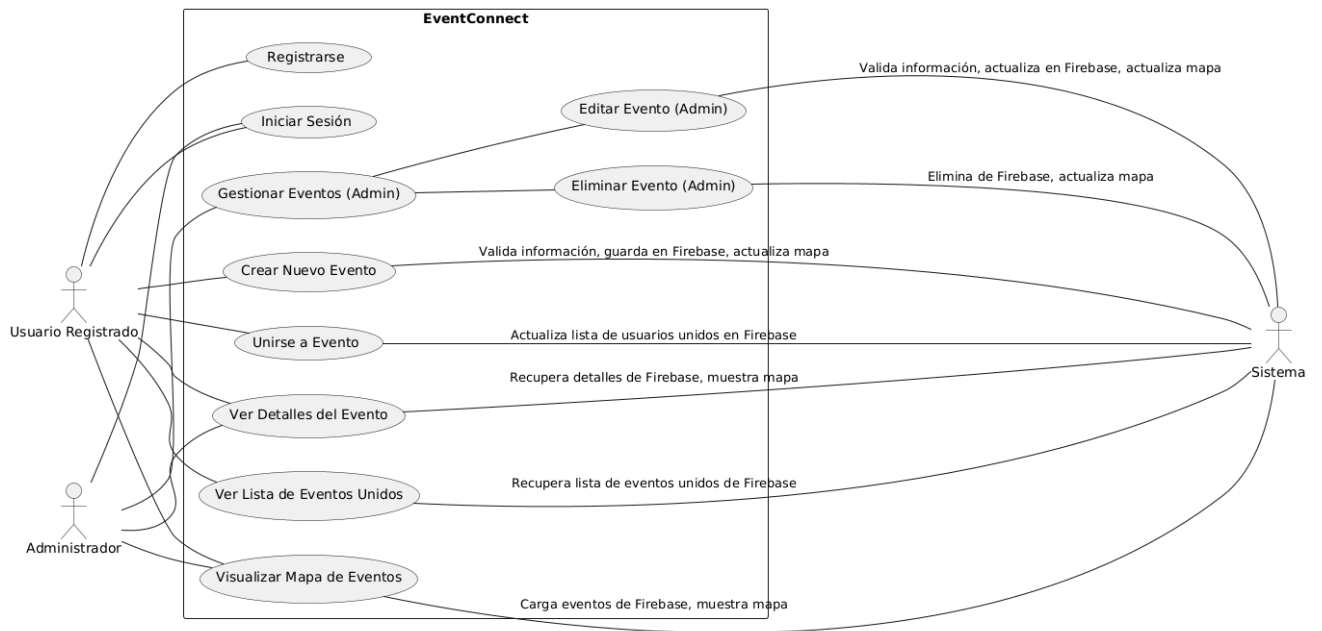 EventConnect
Registrarse
Valida información, actualiza en Firebase, actualiza mapa
Editar Evento (Admin)
Iniciar Sesión
Elimina de Firebase, actualiza mapa
Eliminar Evento (Admin)
Gestionar Eventos (Admin)
Valida información, guarda en Firebase, actualiza mapa
Crear Nuevo Evento
Usuario Registrado
Actualiza lista de usuarios unidos en Firebase
Unirse a Evento
Sistema
Recupera detalles de Firebase, muestra mapa
Ver Detalles del Evento
Recupera lista de eventos unidos de Firebase
Ver Lista de Eventos Unidos
Administrador
Visualizar Mapa de Eventos
Carga eventos de Firebase, muestra mapa